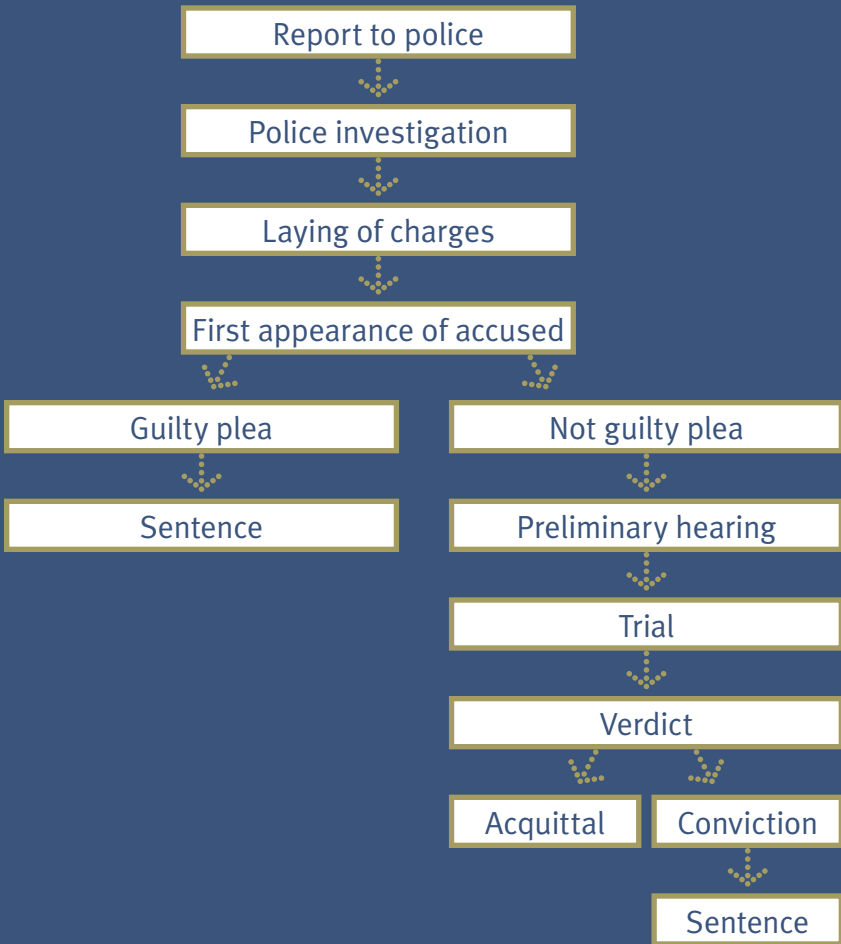 Report to police
Police investigation
Laying of charges
First appearance of accused
Guilty plea
Not guilty plea
Sentence
Preliminary hearing
Trial
Verdict
Acquittal
Conviction
Sentence